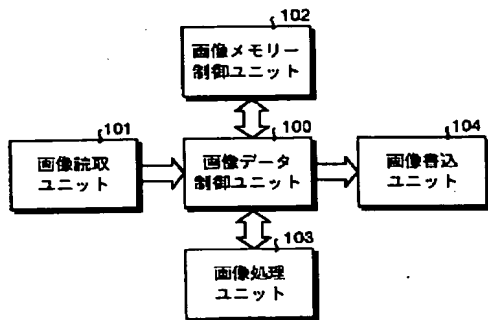 102
画像メモリー
制御ユニット
101
画像読取
ユニット
100
画像データ
制御ユニット
104
画像書込
ユニット
103
画像処理
ユニット